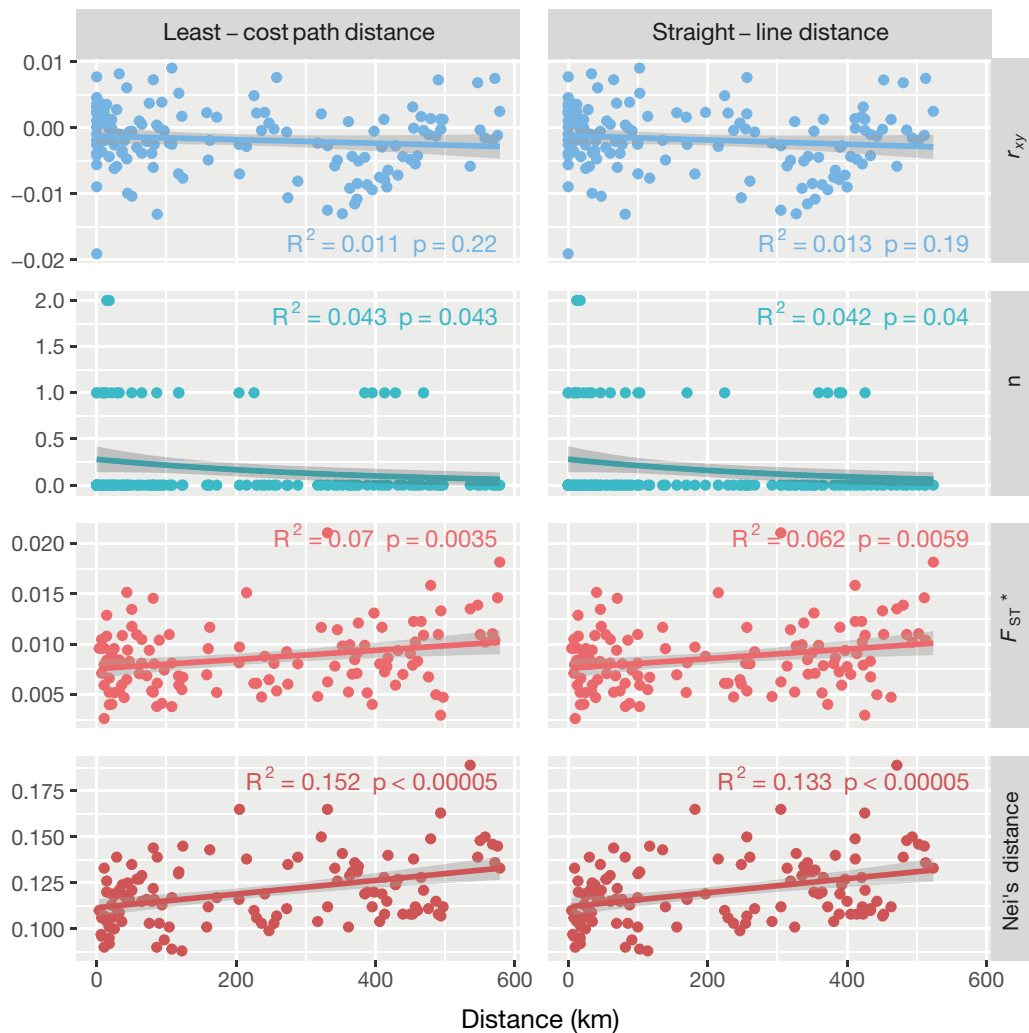 Least – cost path distance
Straight – line distance
0.01
0.00
−0.01
−0.02
R² = 0.011 p = 0.22
R² = 0.013 p = 0.19
r_xy
2.0
1.5
1.0
0.5
0.0
R² = 0.043 p = 0.043
R² = 0.042 p = 0.04
n
0.020
0.015
0.010
0.005
R² = 0.07 p = 0.0035
R² = 0.062 p = 0.0059
F_ST *
0.175
0.150
0.125
0.100
R² = 0.152 p < 0.00005
R² = 0.133 p < 0.00005
Nei's distance
0 200 400 600
0 200 400 600
Distance (km)